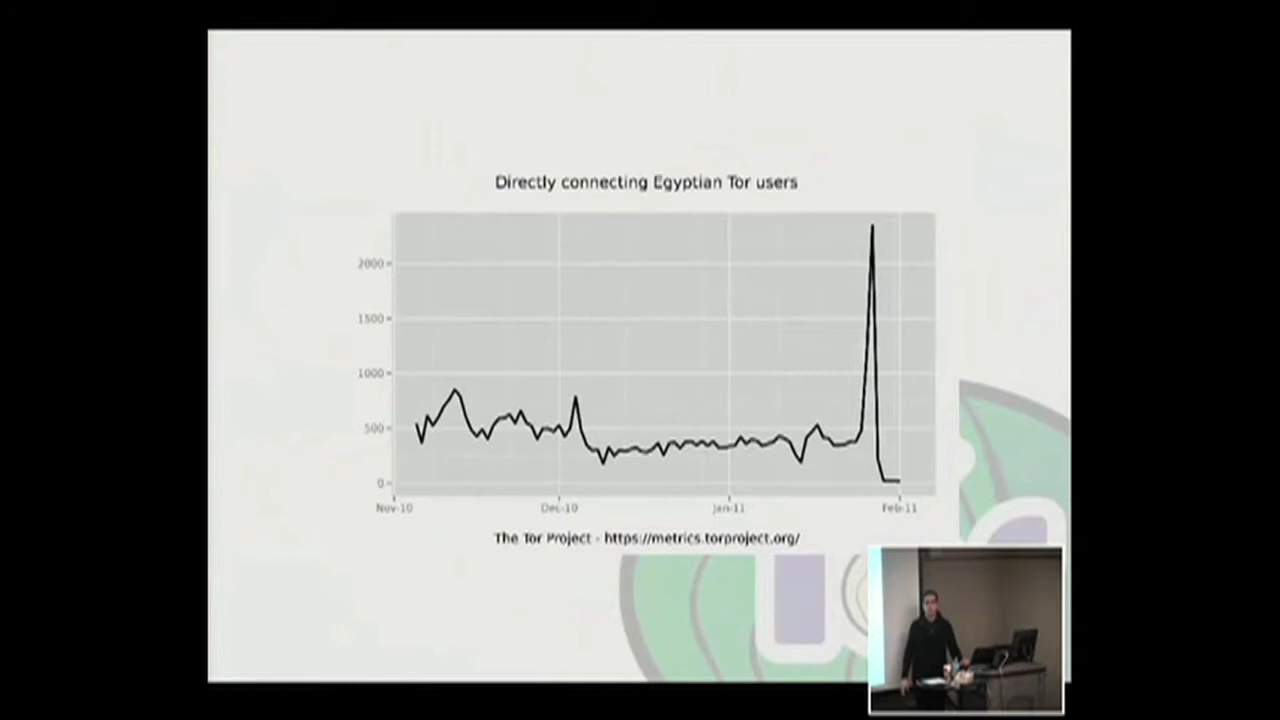 Directly connecting Egyptian Tor users
2000
1500
1000
500
0
Nov-10 Dec-10 Jan-11 Feb-11
The Tor Project - https://metrics.torproject.org/